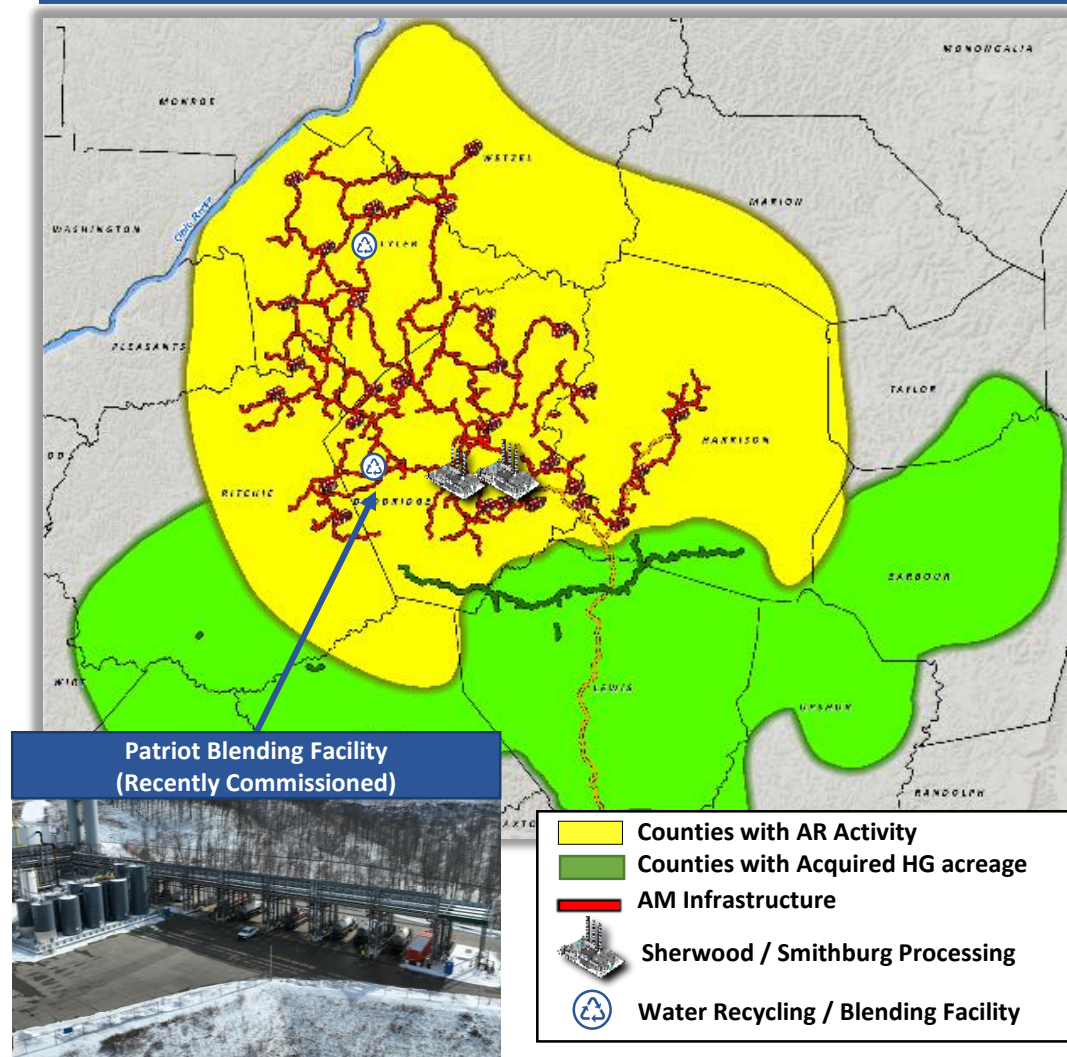 MONONGALIA
MONROE
WETZEL
MARION
Ohio River
WASHINGTON
TYLER
PLEASANTS
TAYLOR
HARRISON
RITCHIE
DODDRIDGE
BARBOUR
WIRT
LEWIS
UPSHUR
RANDOLPH
Patriot Blending Facility
(Recently Commissioned)
Counties with AR Activity
Counties with Acquired HG acreage
AM Infrastructure
Sherwood / Smithburg Processing
Water Recycling / Blending Facility